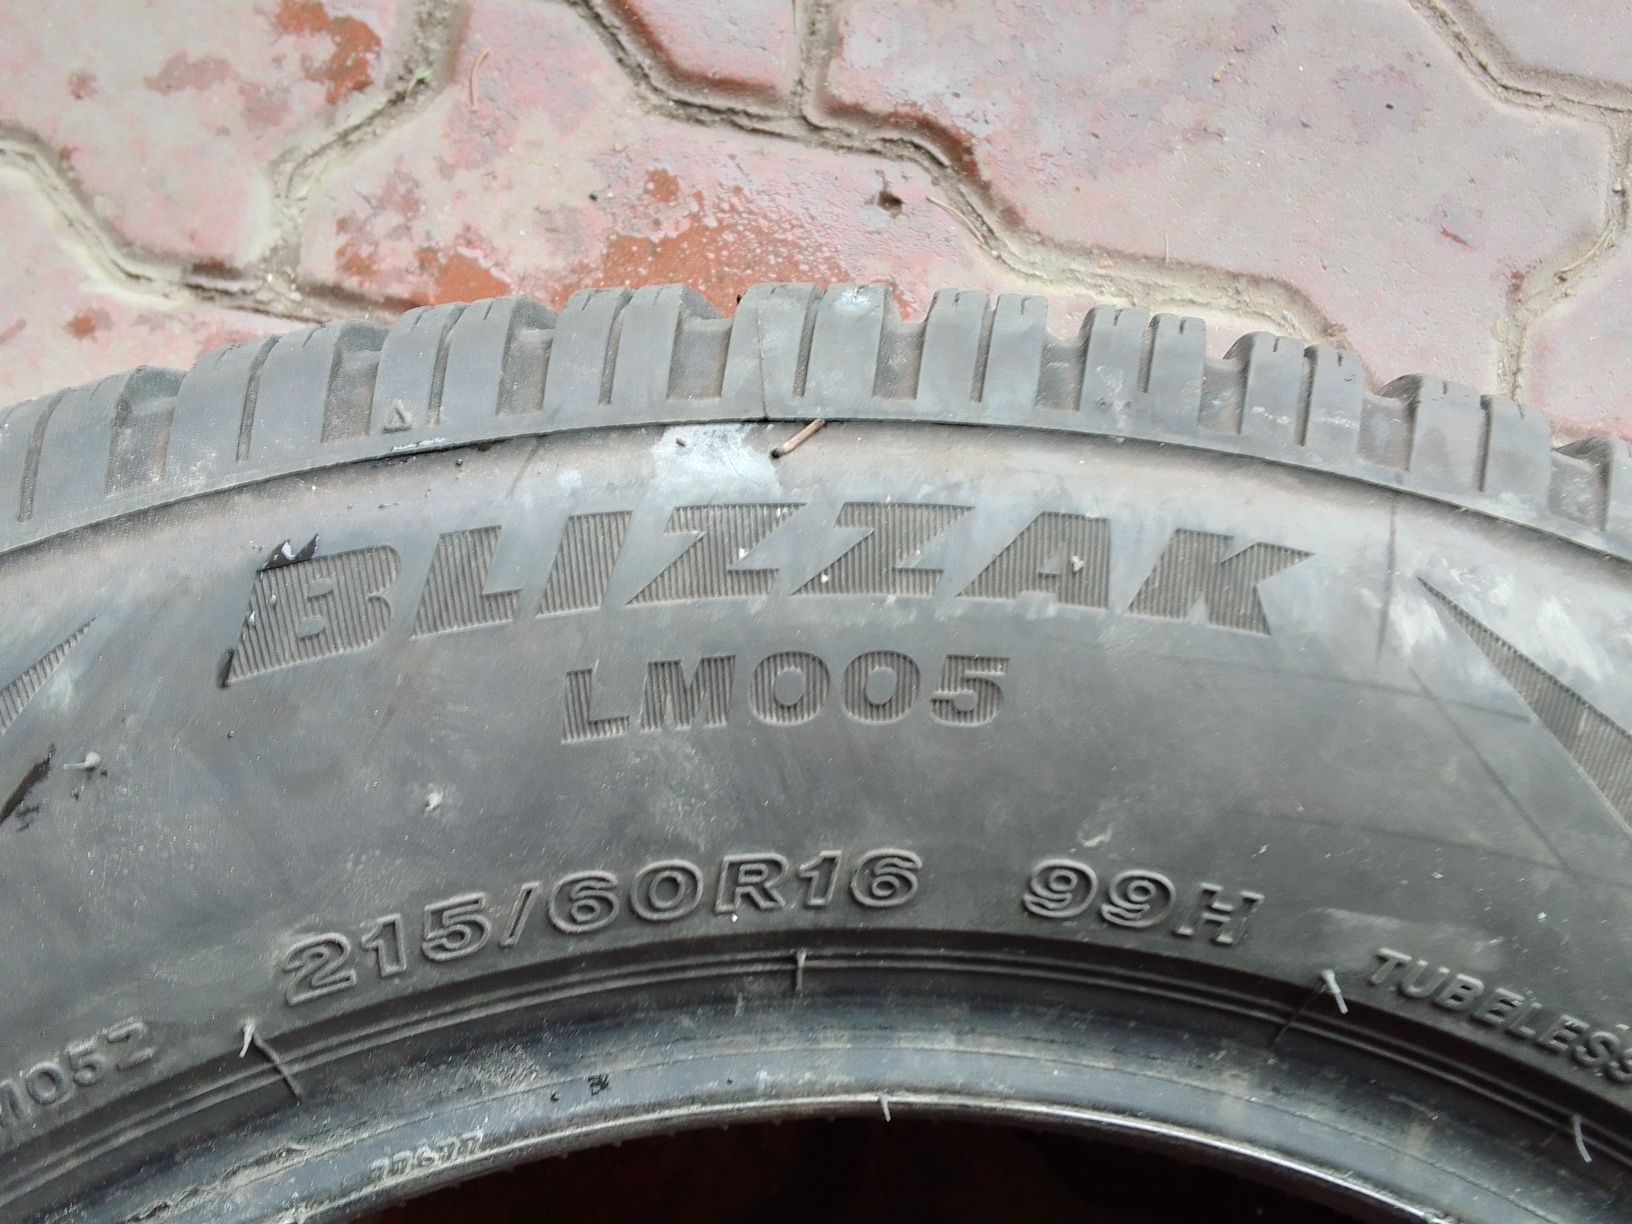 BLIZZAK
LM005
215/60R16 99H
TUBELESS